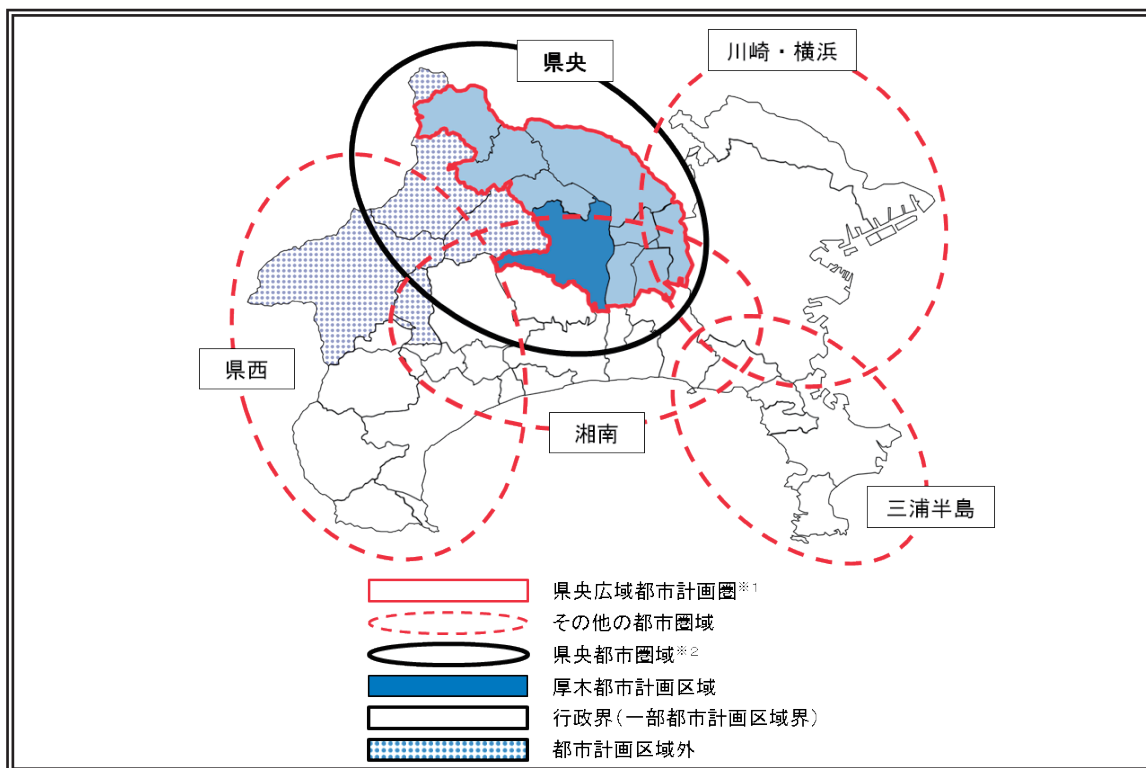 県央
川崎・横浜
県西
湘南
三浦半島
県央広域都市計画圏※1
その他の都市圏域
県央都市圏域※2
厚木都市計画区域
行政界(一部都市計画区域界)
都市計画区域外